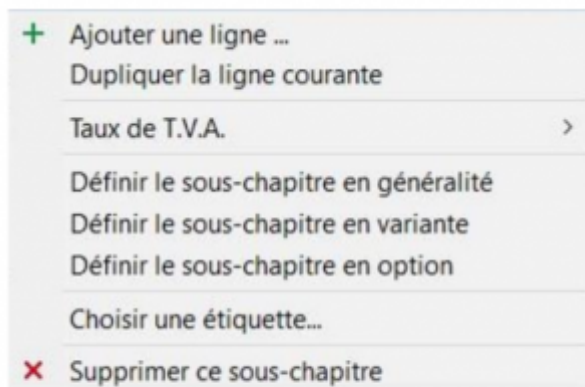 Ajouter une ligne ...
Dupliquer la ligne courante
Taux de T.V.A.
Définir le sous-chapitre en généralité
Définir le sous-chapitre en variante
Définir le sous-chapitre en option
Choisir une étiquette...
Supprimer ce sous-chapitre